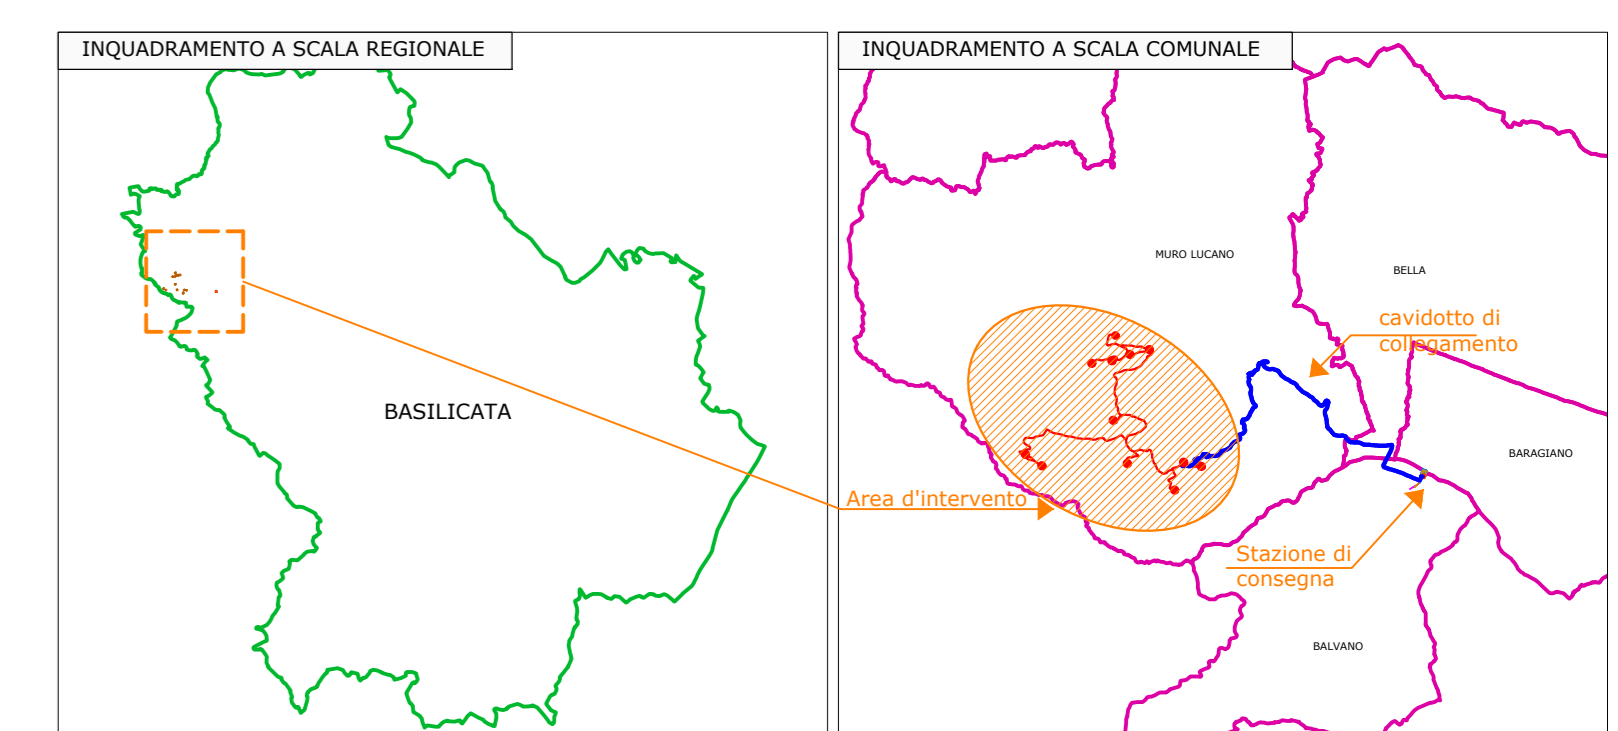 INQUADRAMENTO A SCALA REGIONALE
BASILICATA
INQUADRAMENTO A SCALA COMUNALE
MURO LUCANO
BELLA
cavidotto di
collegamento
BARAGIANO
Area d'intervento
Stazione di
consegna
BALVANO